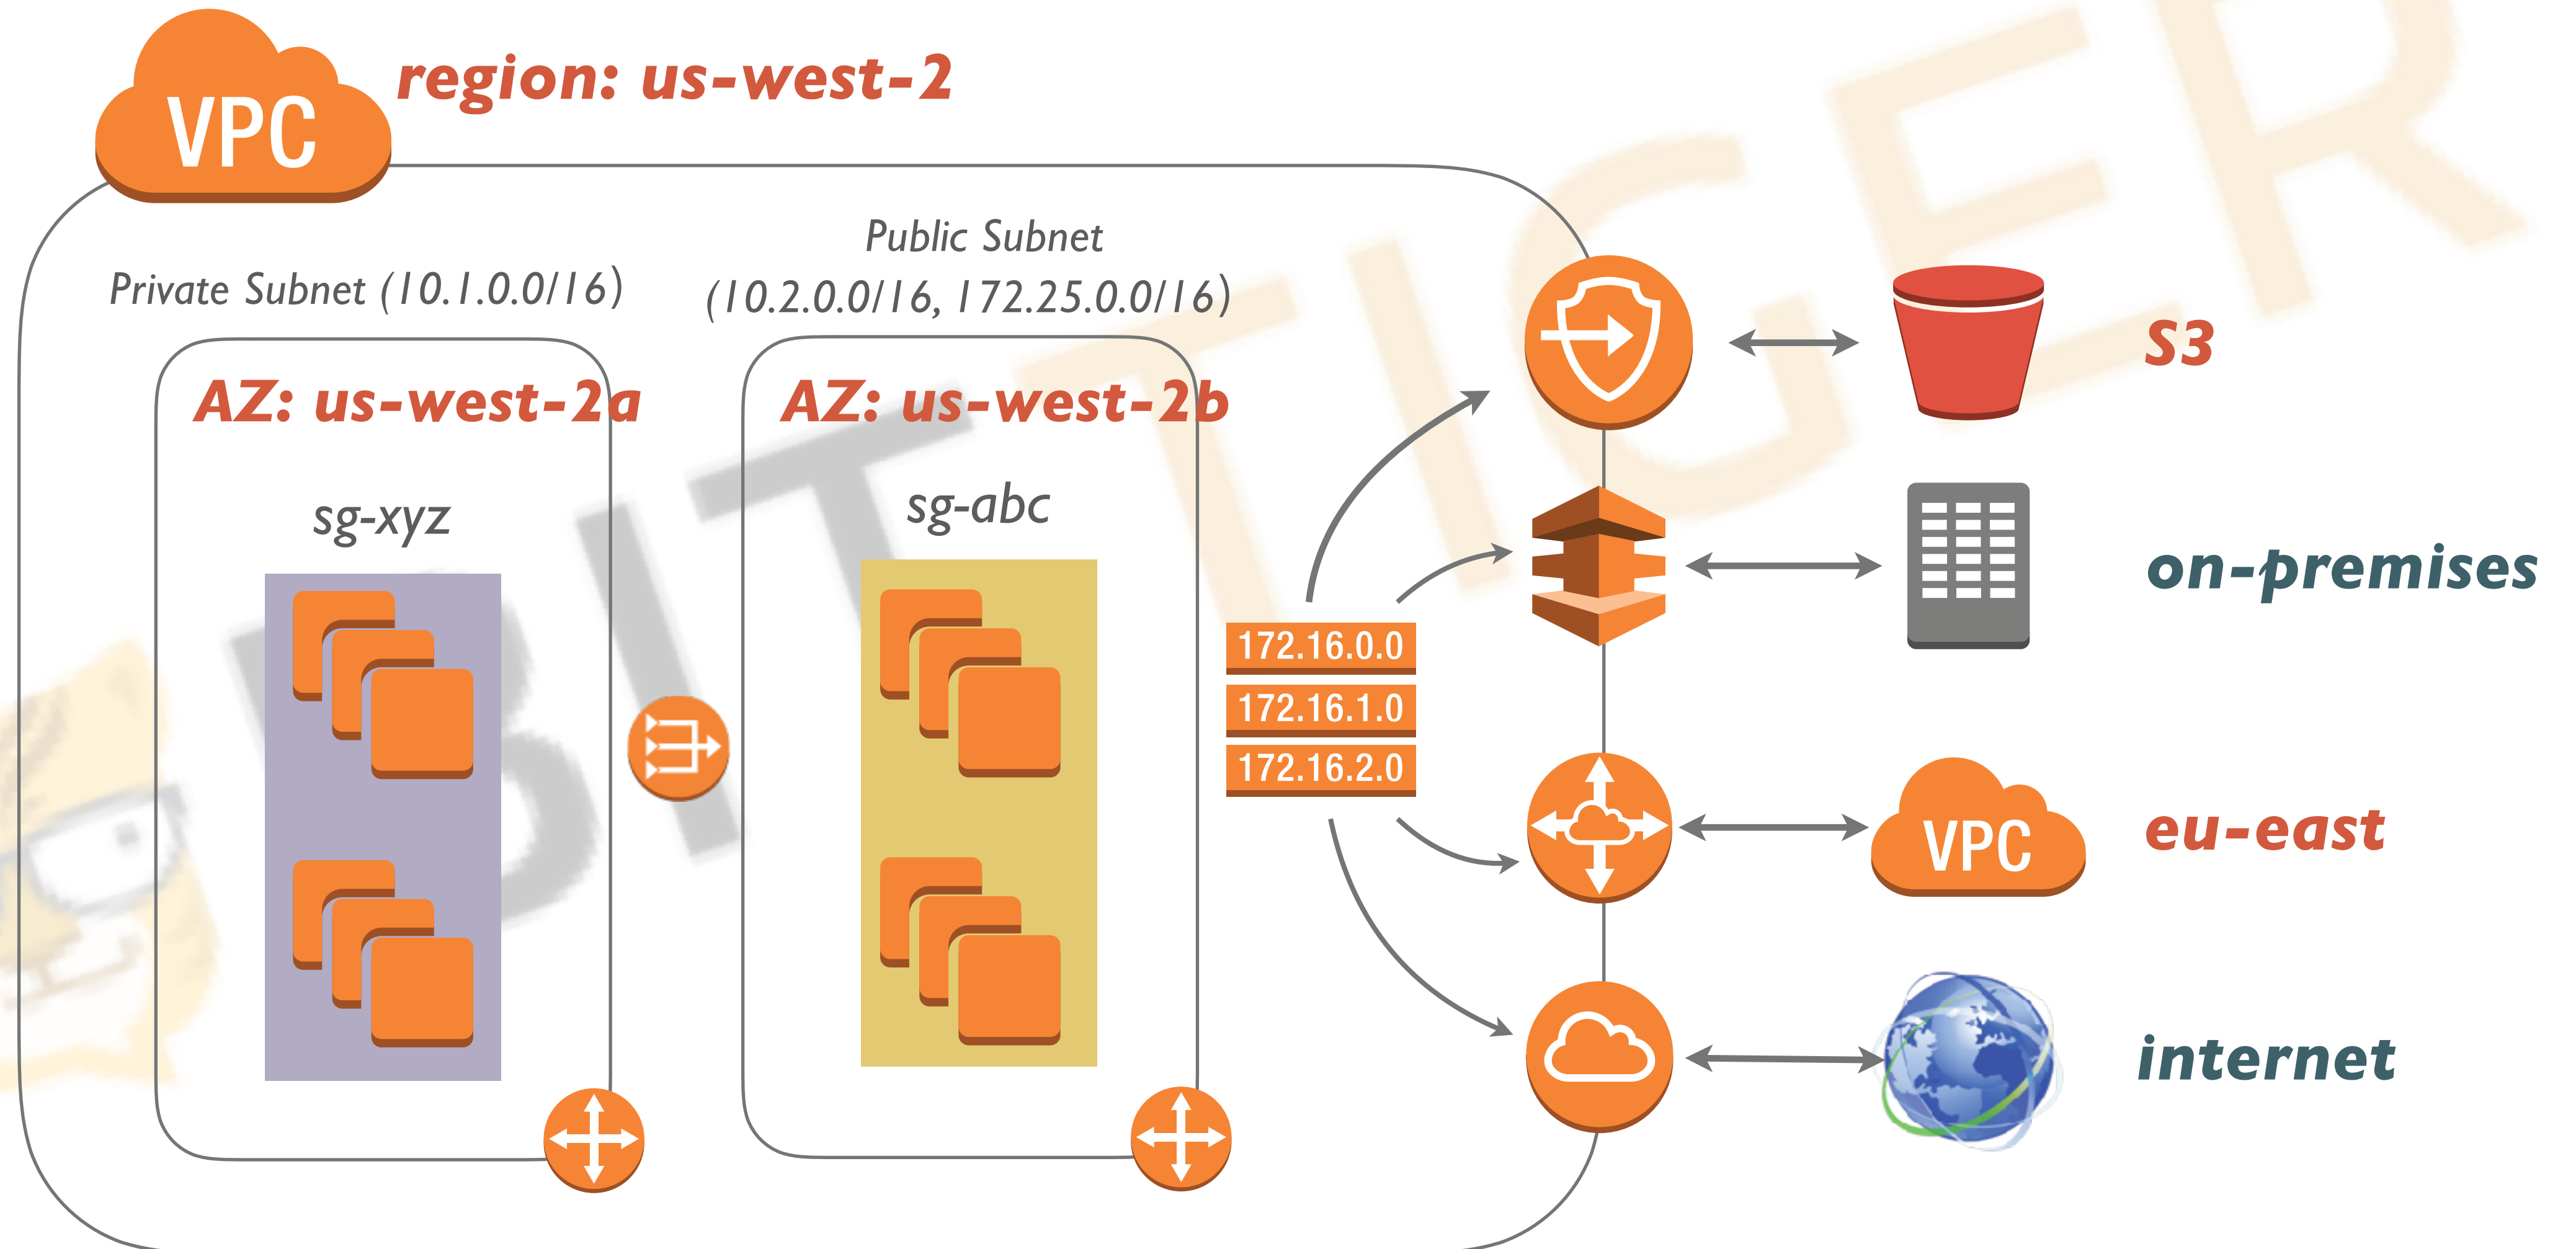 VPC
region: us-west-2
Private Subnet (10.1.0.0/16)
Public Subnet
(10.2.0.0/16, 172.25.0.0/16)
AZ: us-west-2a
AZ: us-west-2b
sg-xyz
sg-abc
172.16.0.0
172.16.1.0
172.16.2.0
S3
on-premises
VPC
eu-east
internet
BIT TIGER